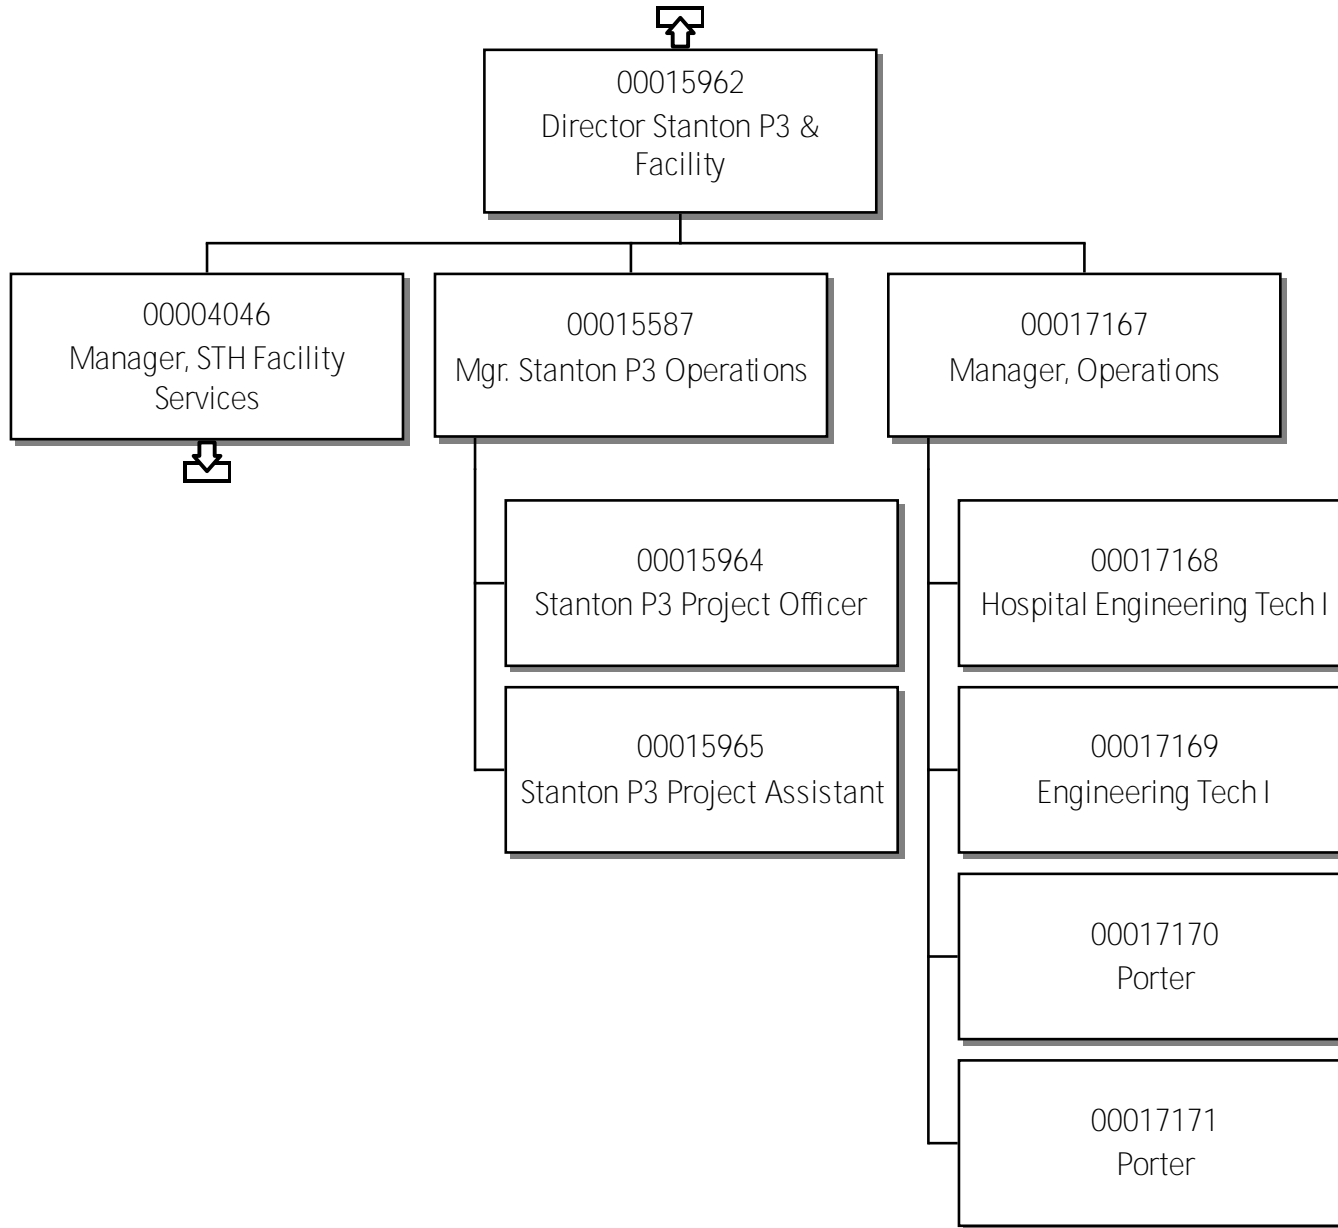 00015962
Director Stanton P3 &
Facility
00004046
Manager, STH Facility
Services
00015587
Mgr. Stanton P3 Operations
00017167
Manager, Operations
00015964
Stanton P3 Project Officer
00015965
Stanton P3 Project Assistant
00017168
Hospital Engineering Tech I
00017169
Engineering Tech I
00017170
Porter
00017171
Porter